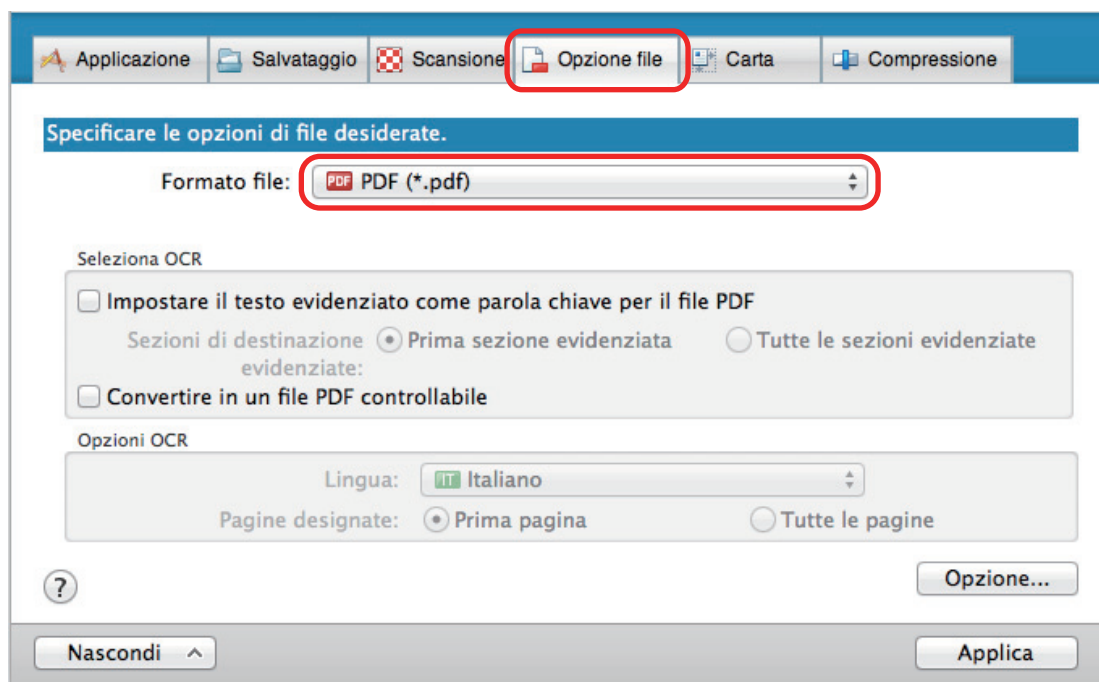 Applicazione Salvataggio Scansione Opzione file Carta Compressione
Specificare le opzioni di file desiderate.
Formato file: PDF PDF (*.pdf)
Seleziona OCR
Impostare il testo evidenziato come parola chiave per il file PDF
Sezioni di destinazione Prima sezione evidenziata Tutte le sezioni evidenziate
evidenziate:
Convertire in un file PDF controllabile
Opzioni OCR
Lingua: IT Italiano
Pagine designate: Prima pagina Tutte le pagine
? Opzione...
Nascondi Applica